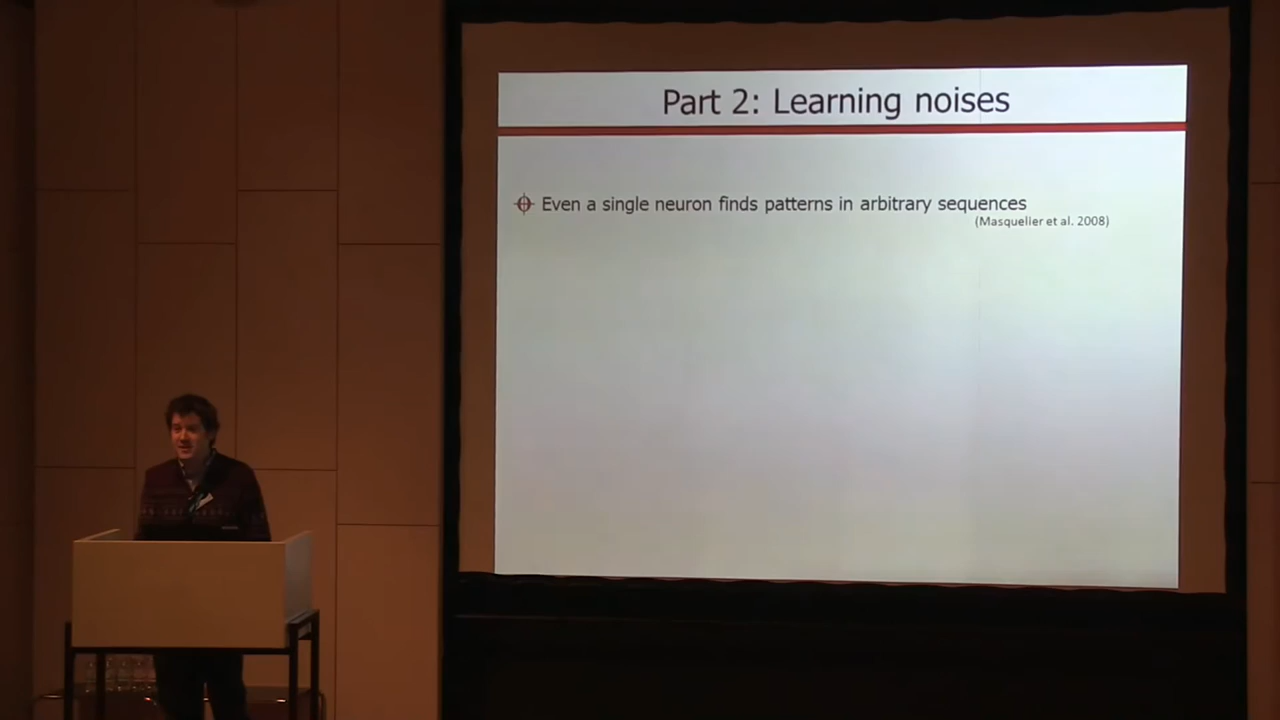 Part 2: Learning noises
Even a single neuron finds patterns in arbitrary sequences
(Masquelier et al. 2008)